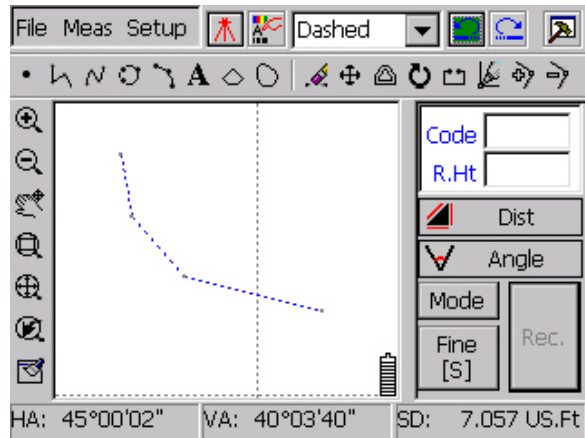 File Meas Setup Dashed
A
Code
R.Ht
Dist
Angle
Mode
Fine
[S]
Rec.
HA: 45°00'02" VA: 40°03'40" SD: 7.057 US.Ft